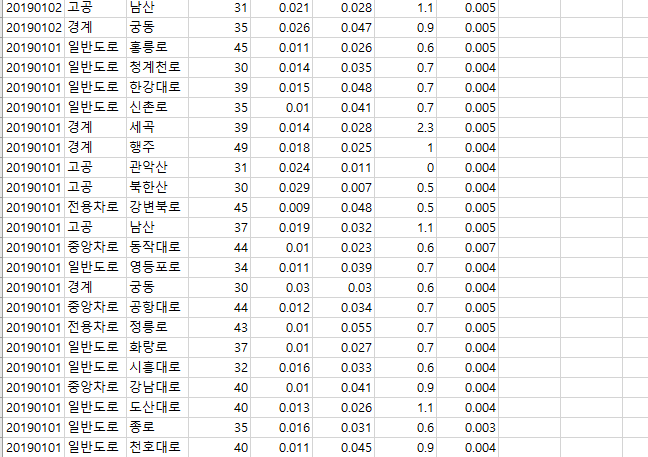 20190102 고공 남산 31 0.021 0.028 1.1 0.005
20190102 경계 궁동 35 0.026 0.047 0.9 0.005
20190101 일반도로 홍릉로 45 0.011 0.026 0.6 0.005
20190101 일반도로 청계천로 30 0.014 0.035 0.7 0.004
20190101 일반도로 한강대로 39 0.015 0.048 0.7 0.004
20190101 일반도로 신촌로 35 0.01 0.041 0.7 0.005
20190101 경계 세곡 39 0.014 0.028 2.3 0.005
20190101 경계 행주 49 0.018 0.025 1 0.004
20190101 고공 관악산 31 0.024 0.011 0 0.004
20190101 고공 북한산 30 0.029 0.007 0.5 0.004
20190101 전용차로 강변북로 45 0.009 0.048 0.5 0.005
20190101 고공 남산 37 0.019 0.032 1.1 0.005
20190101 중앙차로 동작대로 44 0.01 0.023 0.6 0.007
20190101 일반도로 영등포로 34 0.011 0.039 0.7 0.004
20190101 경계 궁동 30 0.03 0.03 0.6 0.004
20190101 중앙차로 공항대로 44 0.012 0.034 0.7 0.005
20190101 전용차로 정릉로 43 0.01 0.055 0.7 0.005
20190101 일반도로 화랑로 37 0.01 0.027 0.7 0.004
20190101 일반도로 시흥대로 32 0.016 0.033 0.6 0.004
20190101 중앙차로 강남대로 40 0.01 0.041 0.9 0.004
20190101 일반도로 도산대로 40 0.013 0.026 1.1 0.004
20190101 일반도로 종로 35 0.016 0.031 0.6 0.003
20190101 일반도로 천호대로 40 0.011 0.045 0.9 0.004